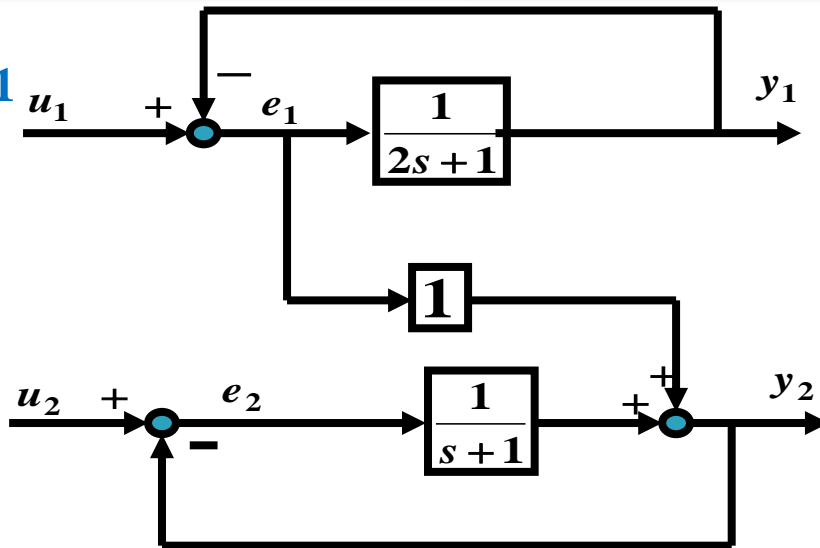 1
u₁ + − e₁ 1/(2s + 1) y₁
1
u₂ + − e₂ 1/(s + 1) + + y₂